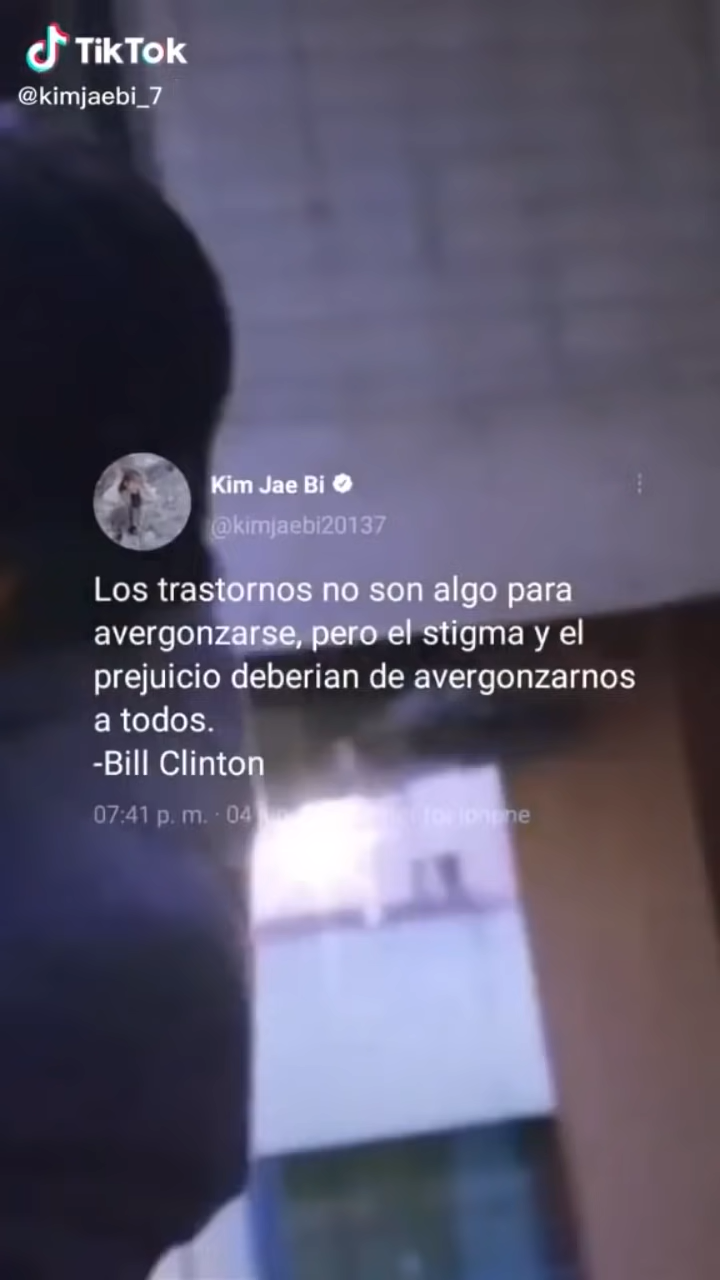 TikTok
@kimjaebi_7
Kim Jae Bi
@kimjaebi20137
Los trastornos no son algo para
avergonzarse, pero el stigma y el
prejuicio deberian de avergonzarnos
a todos.
-Bill Clinton
07:41 p. m. · 04